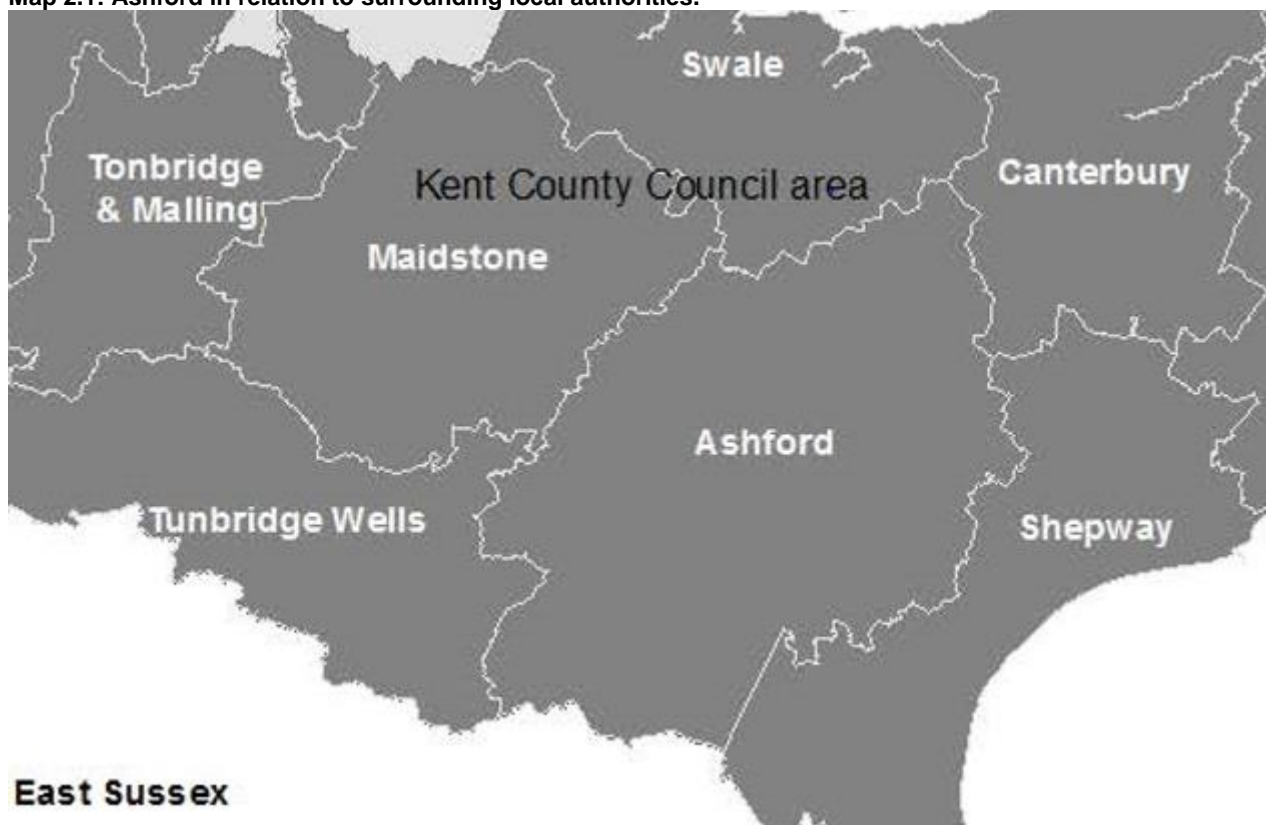 Map 2.1: Ashford in relation to surrounding local authorities.
Swale
Tonbridge
& Malling
Canterbury
Kent County Council area
Maidstone
Ashford
Tunbridge Wells
Shepway
East Sussex